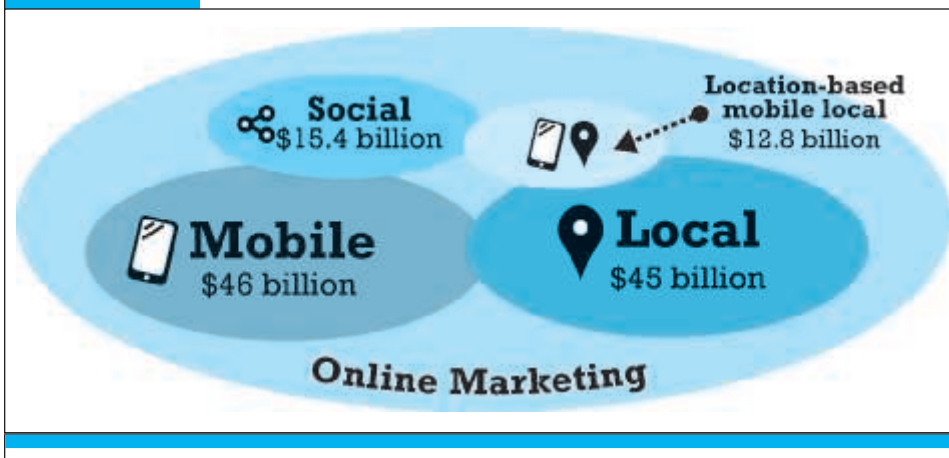 Social
$15.4 billion
Location-based
mobile local
$12.8 billion
Mobile
$46 billion
Local
$45 billion
Online Marketing